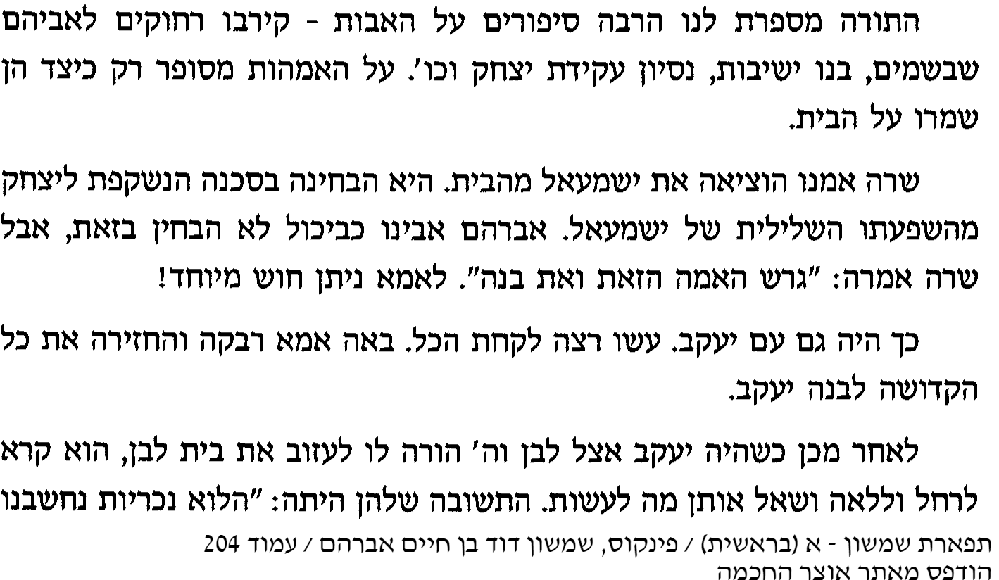 התורה מספרת לנו הרבה סיפורים על האבות - קירבו רחוקים לאביהם
שבשמים, בנו ישיבות, נסיון עקידת יצחק וכו'. על האמהות מסופר רק כיצד הן
שמרו על הבית.
שרה אמנו הוציאה את ישמעאל מהבית. היא הבחינה בסכנה הנשקפת ליצחק
מהשפעתו השלילית של ישמעאל. אברהם אבינו כביכול לא הבחין בזאת, אבל
שרה אמרה: "גרש האמה הזאת ואת בנה". לאמא ניתן חוש מיוחד!
כך היה גם עם יעקב. עשו רצה לקחת הכל. באה אמא רבקה והחזירה את כל
הקדושה לבנה יעקב.
לאחר מכן כשהיה יעקב אצל לבן וה' הורה לו לעזוב את בית לבן, הוא קרא
לרחל וללאה ושאל אותן מה לעשות. התשובה שלהן היתה: "הלוא נכריות נחשבנו
תפארת שמשון - א (בראשית) / פינקוס, שמשון דוד בן חיים אברהם / עמוד 204
הודפס מאתר אוצר החכמה